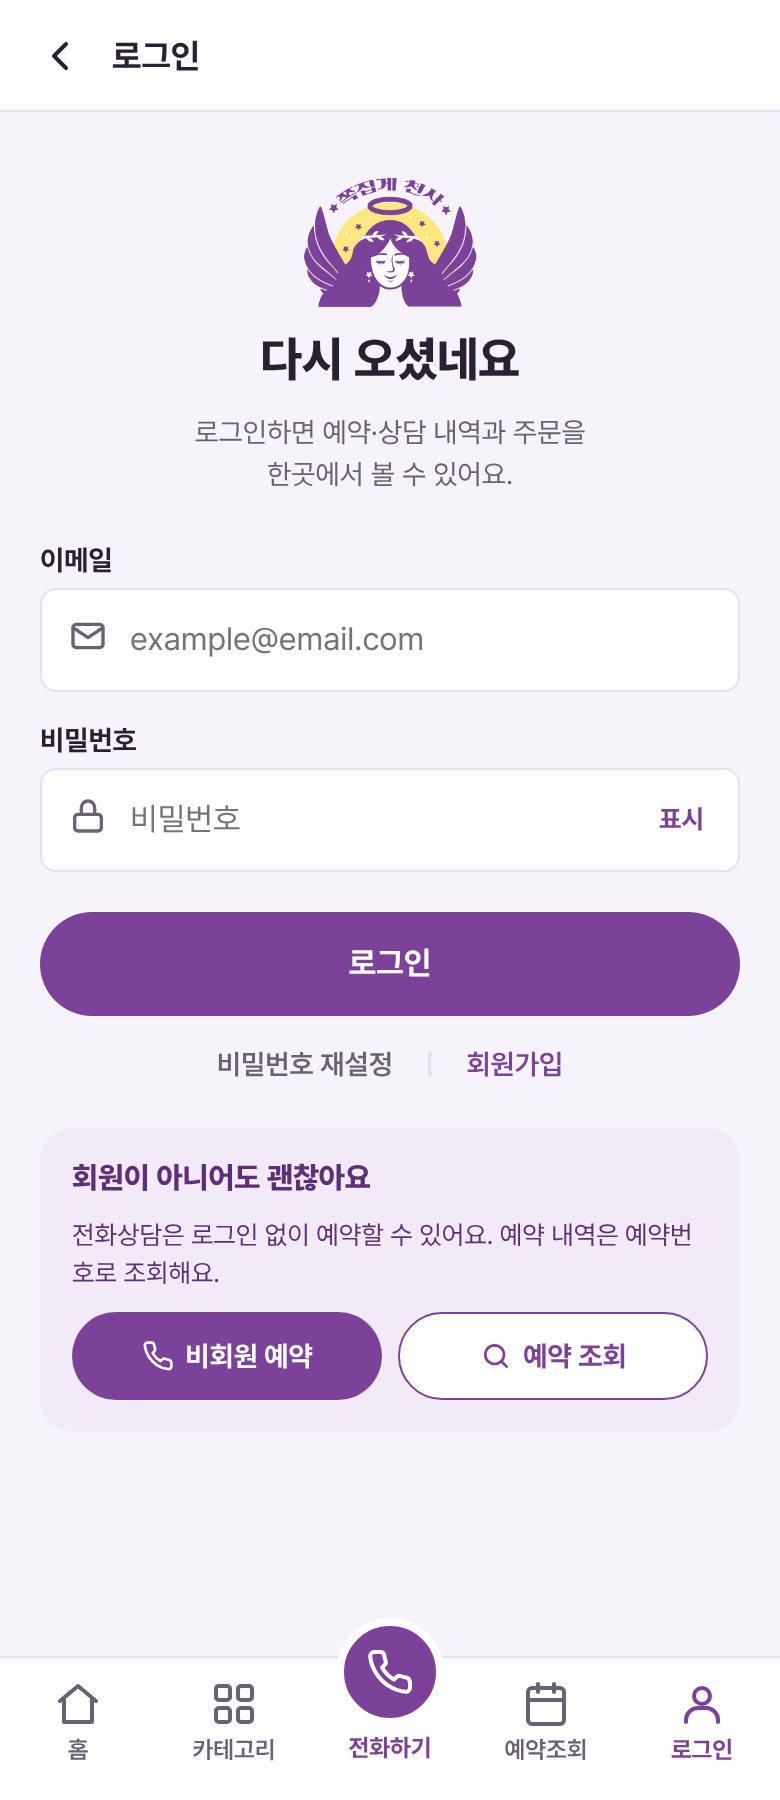 로그인
쪽집게 천사
다시 오셨네요
로그인하면 예약·상담 내역과 주문을
한곳에서 볼 수 있어요.
이메일
example@email.com
비밀번호
비밀번호
표시
로그인
비밀번호 재설정
회원가입
회원이 아니어도 괜찮아요
전화상담은 로그인 없이 예약할 수 있어요. 예약 내역은 예약번
호로 조회해요.
비회원 예약
예약 조회
홈
카테고리
전화하기
예약조회
로그인